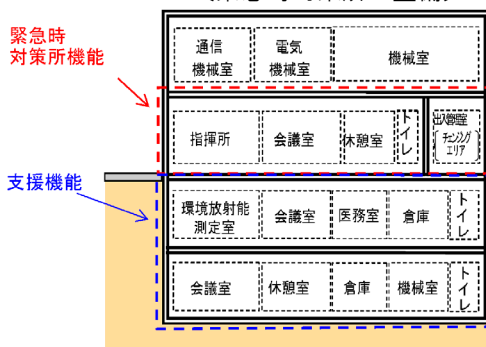 緊急時
対策所機能
支援機能
通信
機械室
電気
機械室
機械室
指揮所
会議室
休憩室
トイレ
出入管理室
チェンジング
エリア
環境放射能
測定室
会議室
医務室
倉庫
トイレ
会議室
休憩室
倉庫
機械室
トイレ